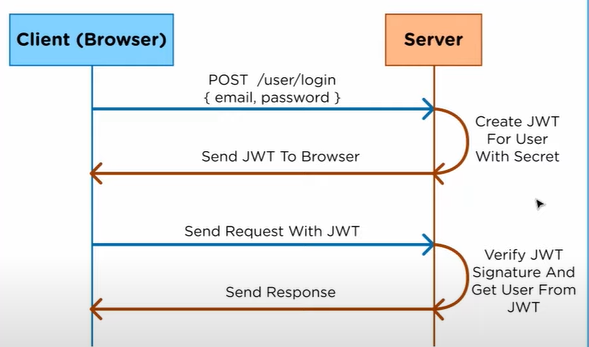 Client (Browser)
Server
POST /user/login
{ email, password }
Create JWT
For User
With Secret
Send JWT To Browser
Send Request With JWT
Verify JWT
Signature And
Get User From
JWT
Send Response